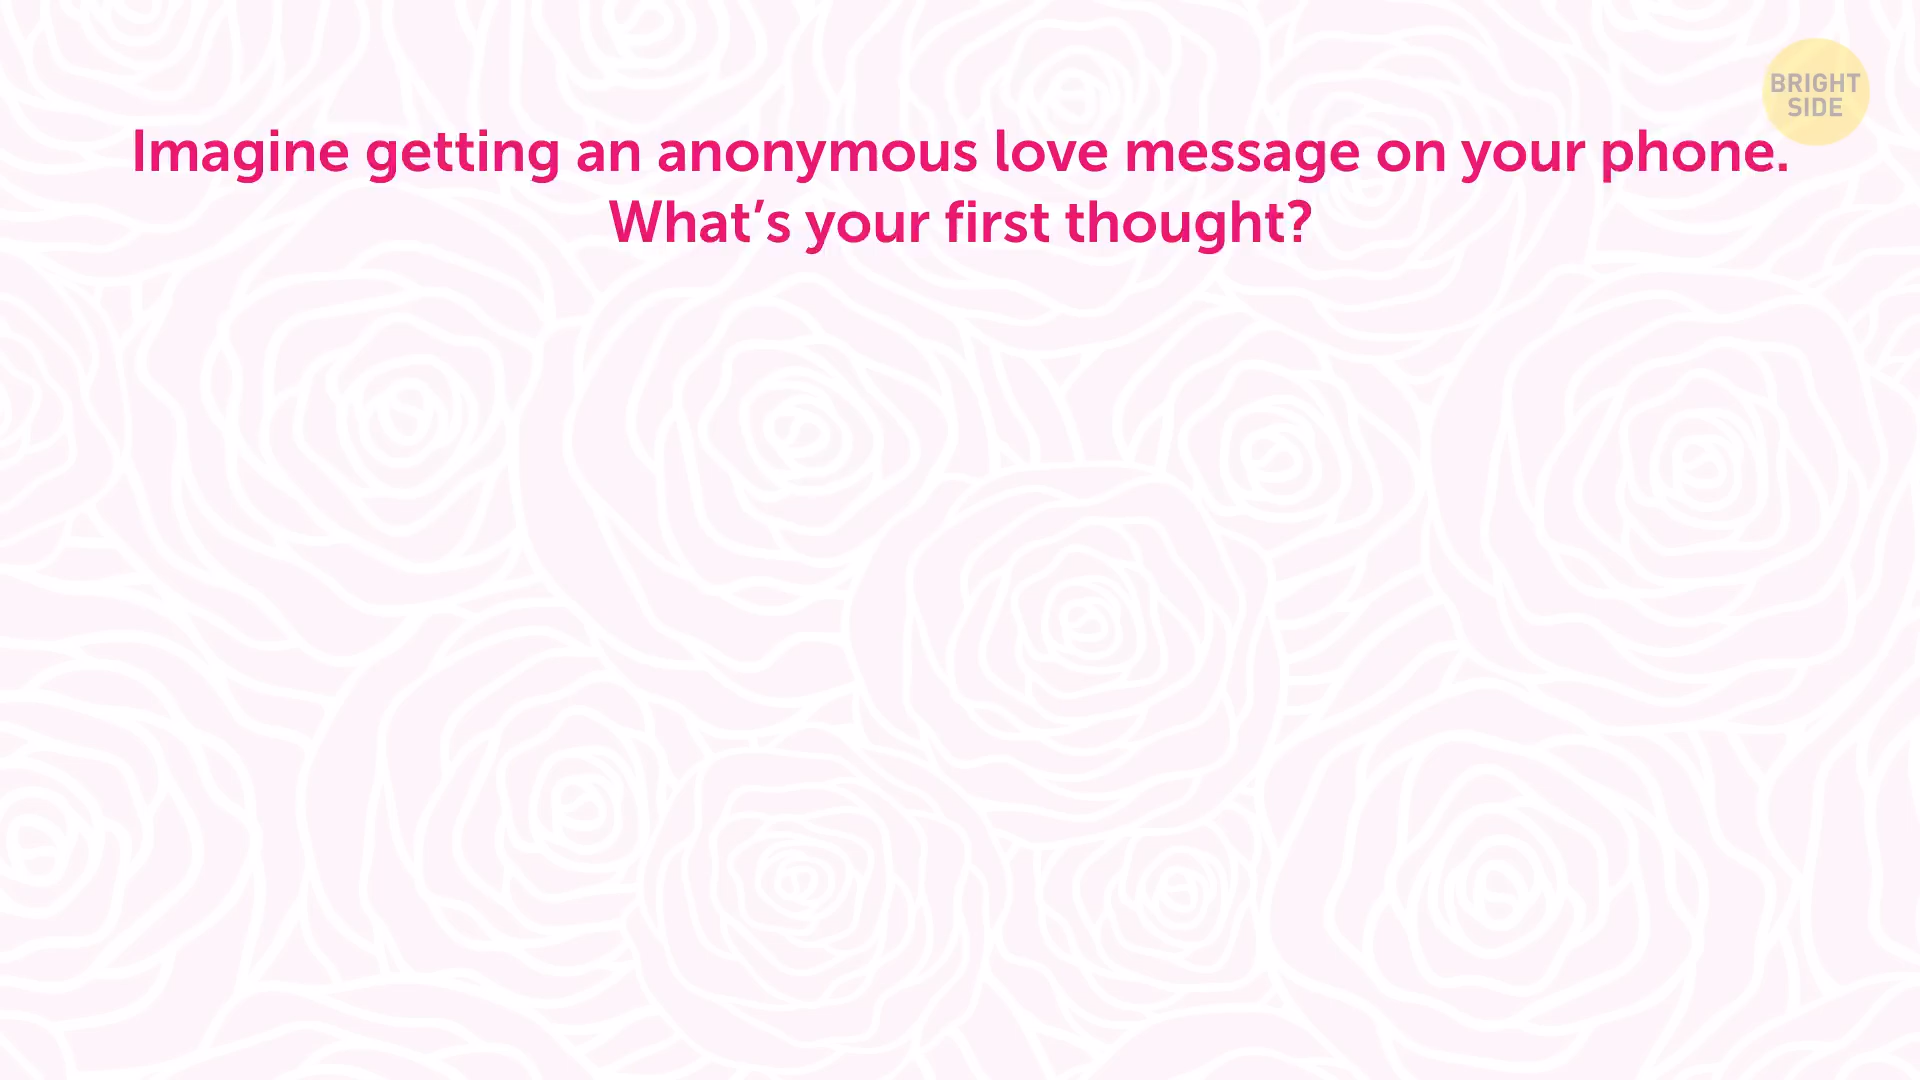 BRIGHT
SIDE
Imagine getting an anonymous love message on your phone.
What’s your first thought?